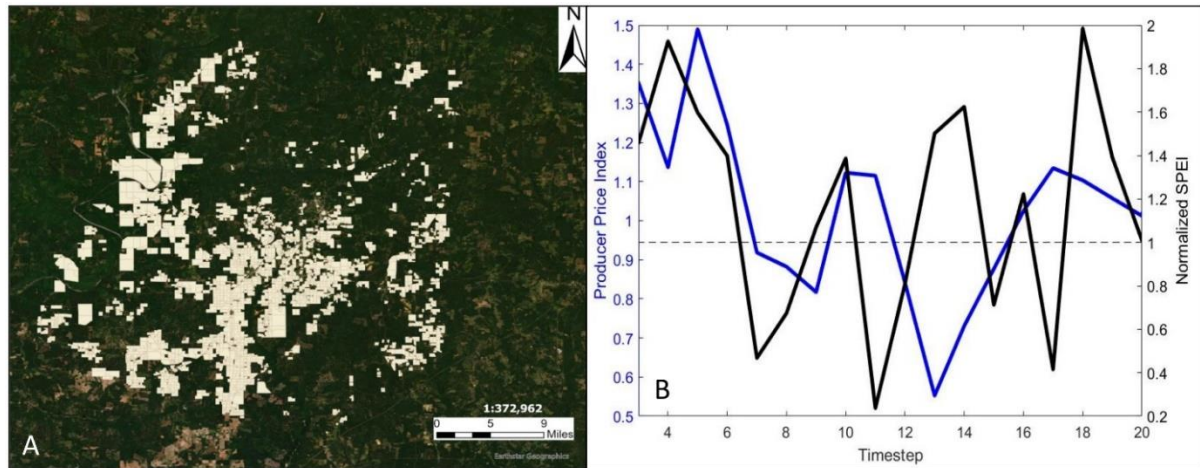 N
1:372,962
0 5 9
Miles
Earthstar Geographics
A
1.5
1.4
1.3
1.2
1.1
1
0.9
0.8
0.7
0.6
0.5
Producer Price Index
B
4 6 8 10 12 14 16 18 20
Timestep
2
1.8
1.6
1.4
1.2
1
0.8
0.6
0.4
0.2
Normalized SPEI